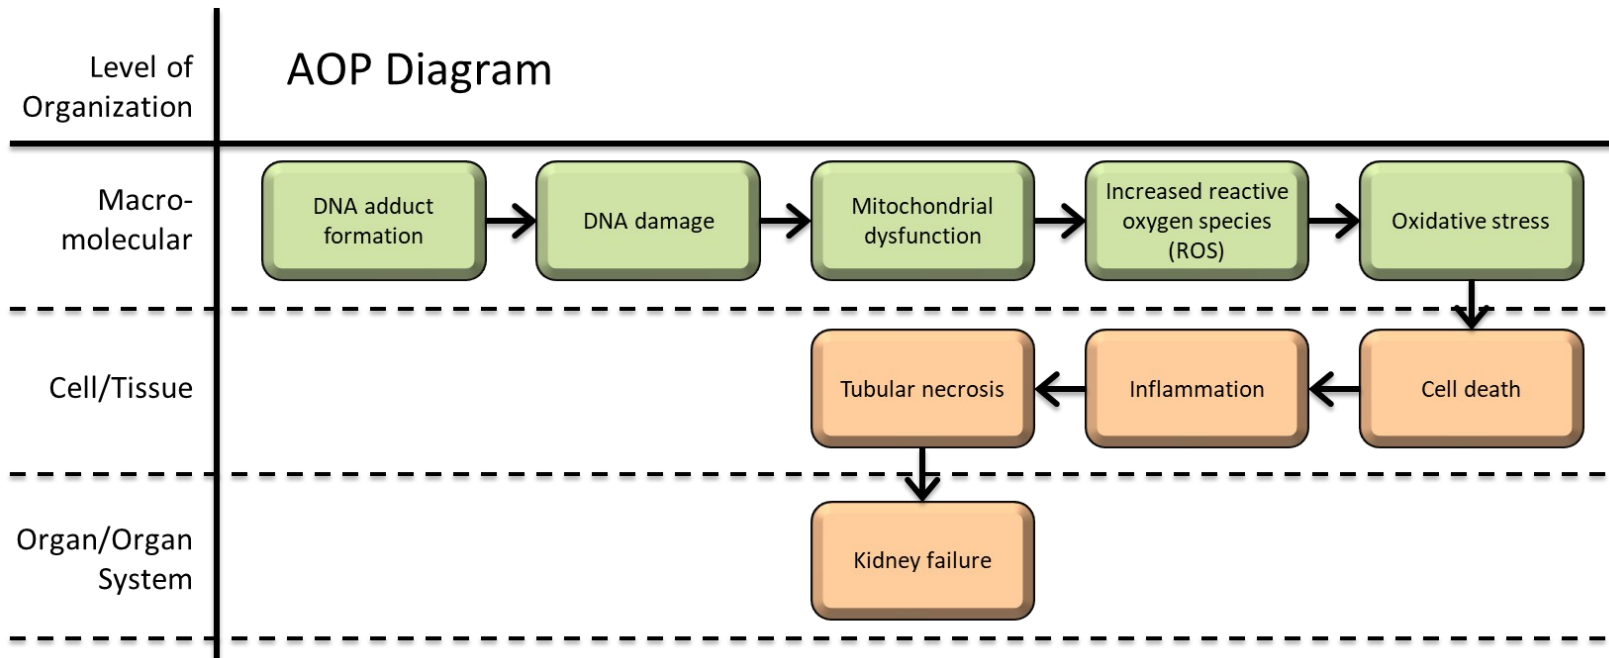 Level of
Organization
AOP Diagram
Macro-
molecular
DNA adduct
formation
DNA damage
Mitochondrial
dysfunction
Increased reactive
oxygen species
(ROS)
Oxidative stress
Cell/Tissue
Tubular necrosis
Inflammation
Cell death
Organ/Organ
System
Kidney failure